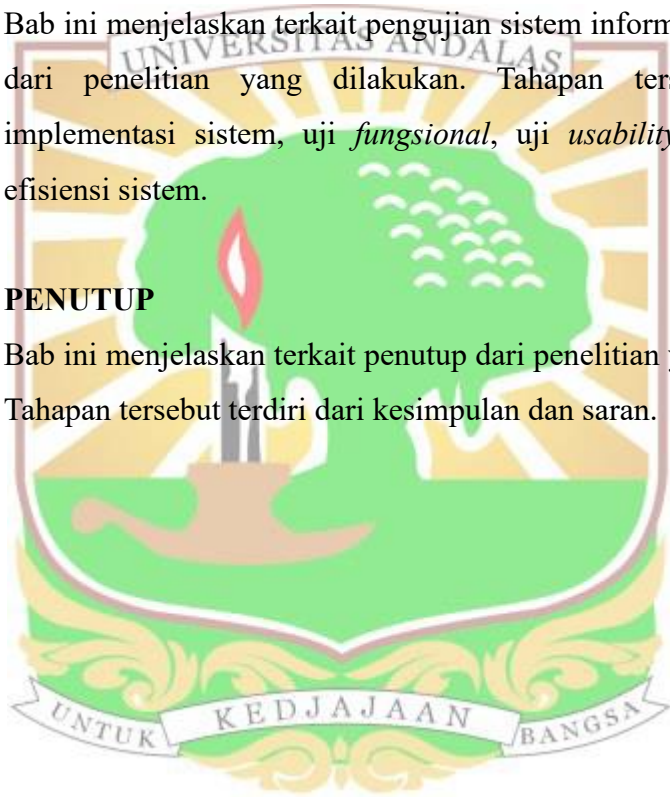 Bab ini menjelaskan terkait pengujian sistem inform
UNIVERSITAS ANDALAS
dari penelitian yang dilakukan. Tahapan ters
implementasi sistem, uji fungsional, uji usability
efisiensi sistem.
PENUTUP
Bab ini menjelaskan terkait penutup dari penelitian y
Tahapan tersebut terdiri dari kesimpulan dan saran.
UNTUK KEDJAJAAN BANGSA